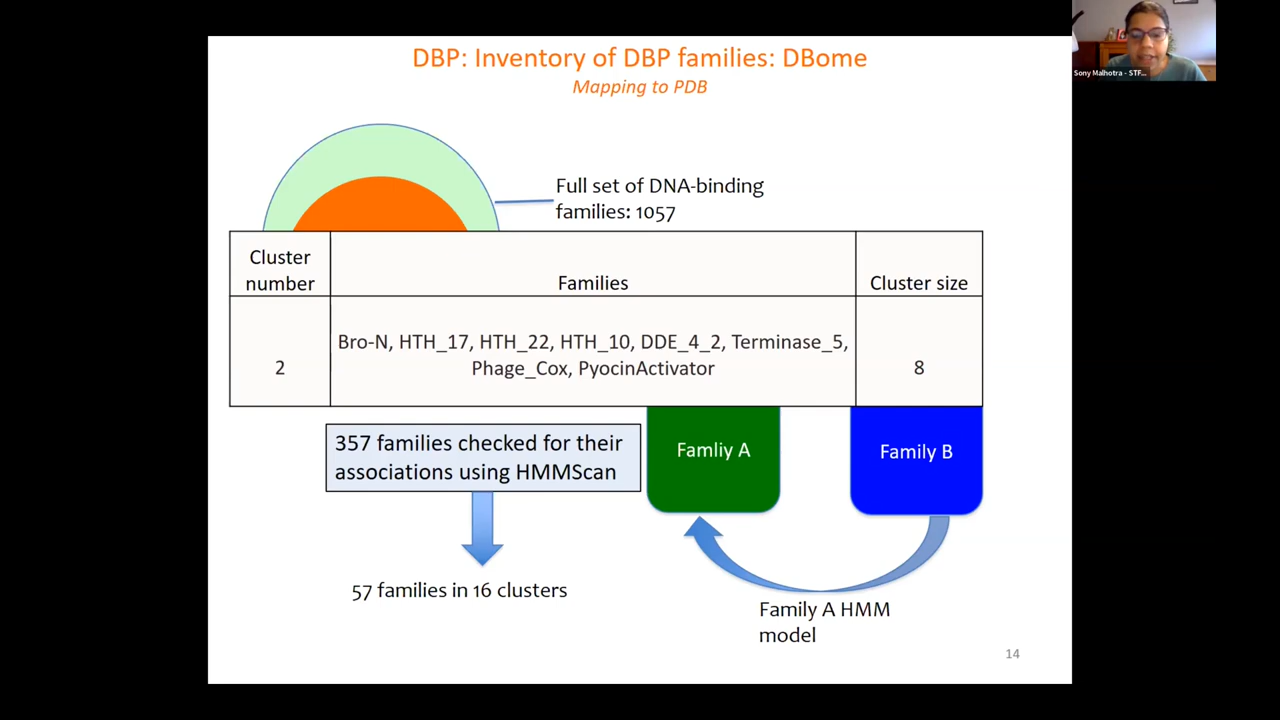 DBP: Inventory of DBP families: DBome
Mapping to PDB
Sony Malhotra - STF...
Full set of DNA-binding
families: 1057
Cluster
number
Families
Cluster size
2
Bro-N, HTH_17, HTH_22, HTH_10, DDE_4_2, Terminase_5,
Phage_Cox, PyocinActivator
8
357 families checked for their
associations using HMMScan
Famliy A
Family B
57 families in 16 clusters
Family A HMM
model
14